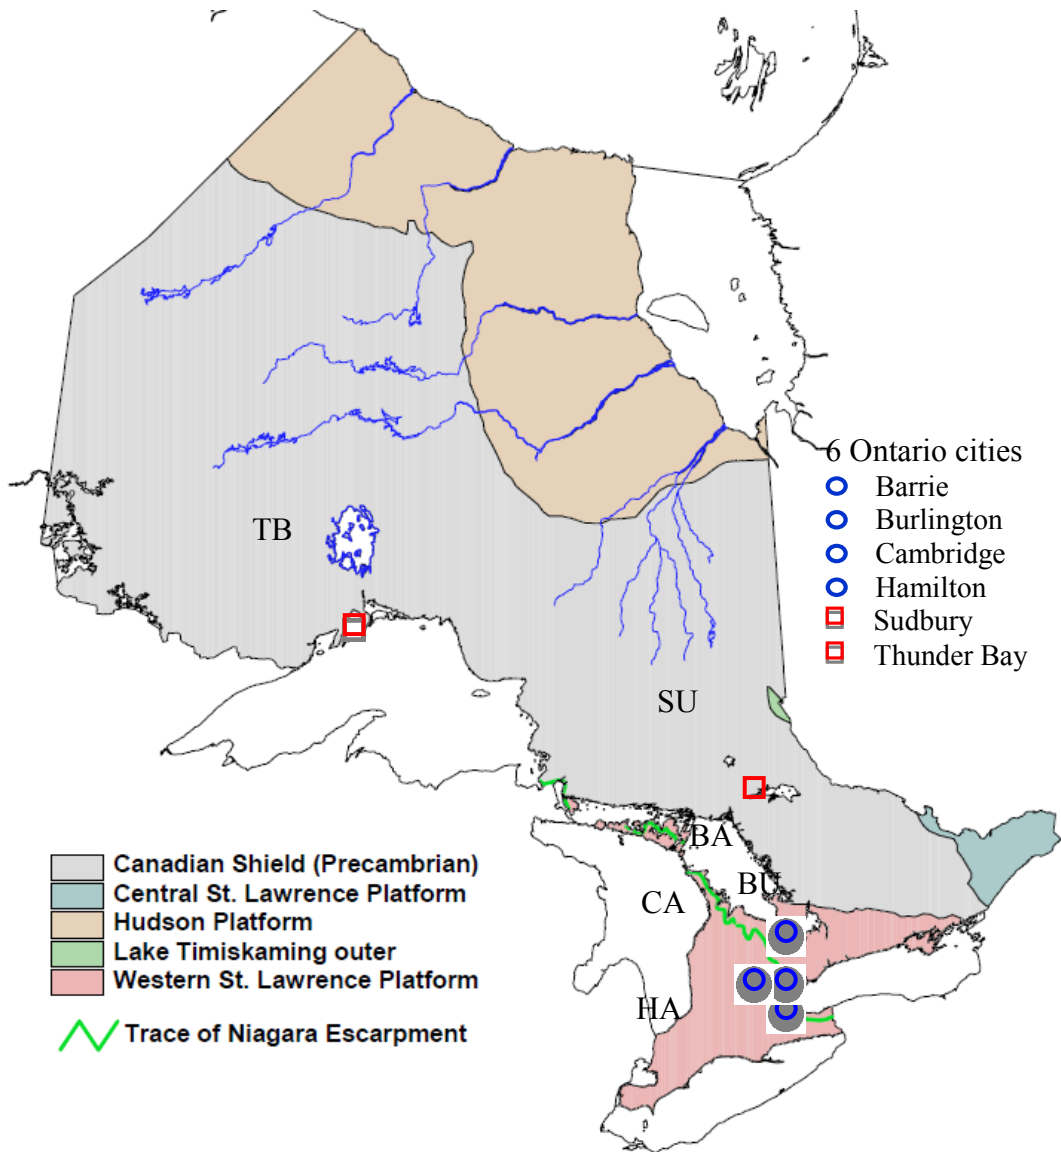 6 Ontario cities
Barrie
Burlington
Cambridge
Hamilton
Sudbury
Thunder Bay
TB
SU
BA
BU
CA
HA
Canadian Shield (Precambrian)
Central St. Lawrence Platform
Hudson Platform
Lake Timiskaming outer
Western St. Lawrence Platform
Trace of Niagara Escarpment